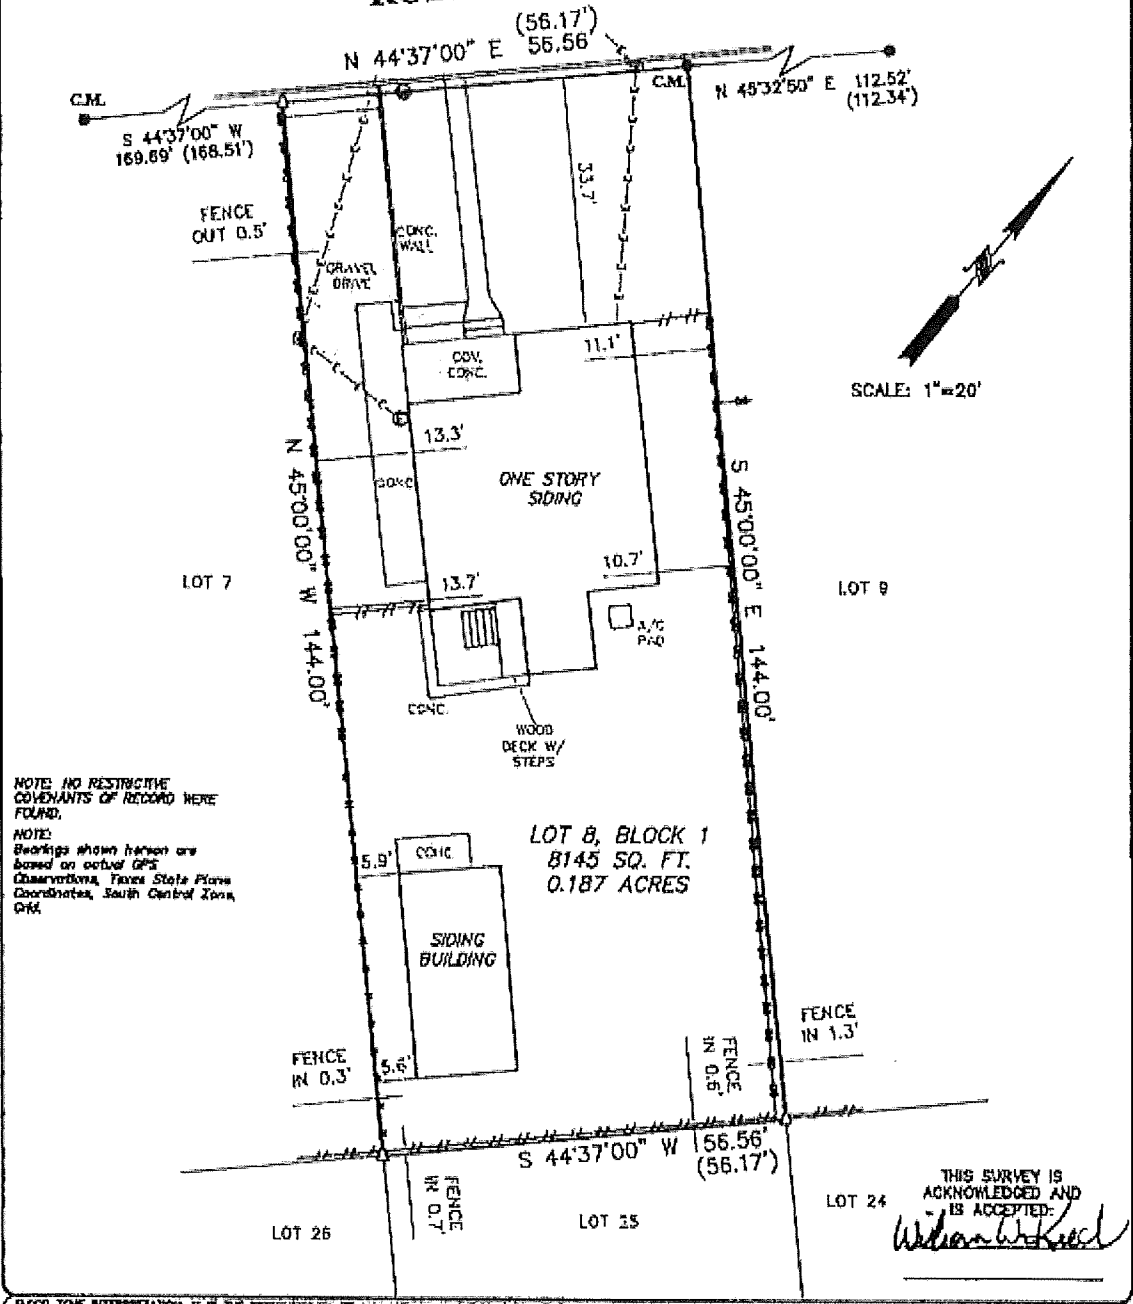 (56.17')
N 44°37'00" E 56.56'
C.M.
C.M.
N 45°32'50" E 112.52'
(112.34')
S 44°37'00" W
169.69' (168.51')
FENCE
OUT 0.5'
33.7'
CONC.
WALL
GRAVEL
DRIVE
SCALE: 1"=20'
11.1'
COV.
CONC.
13.3'
ONE STORY
SIDING
CONC.
N 45°00'00" W 144.00'
S 45°00'00" E 144.00'
LOT 7
LOT 9
10.7'
13.7'
A/C
PAD
CONC.
WOOD
DECK W/
STEPS
NOTE: NO RESTRICTIVE
COVENANTS OF RECORD WERE
FOUND.
NOTE:
Bearings shown hereon are
based on actual GPS
Observations, Texas State Plane
Coordinates, South Central Zone,
Grid.
LOT 8, BLOCK 1
8145 SQ. FT.
0.187 ACRES
5.9'
CONC.
SIDING
BUILDING
FENCE
IN 1.3'
FENCE
IN 0.6'
FENCE
IN 0.3'
5.6'
S 44°37'00" W 56.56'
(56.17')
FENCE
IN 0.7'
LOT 26
LOT 25
LOT 24
THIS SURVEY IS
ACKNOWLEDGED AND
IS ACCEPTED: